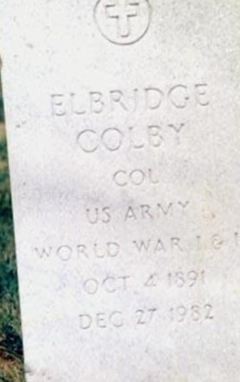 ELBRIDGE
COLBY
COL
US ARMY
WORLD WAR I &
OCT 4 1891
DEC 27 1982